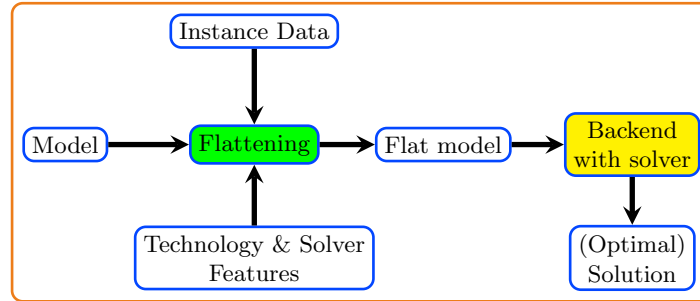 Instance Data
Model
Flattening
Flat model
Backend
with solver
Technology & Solver
Features
(Optimal)
Solution